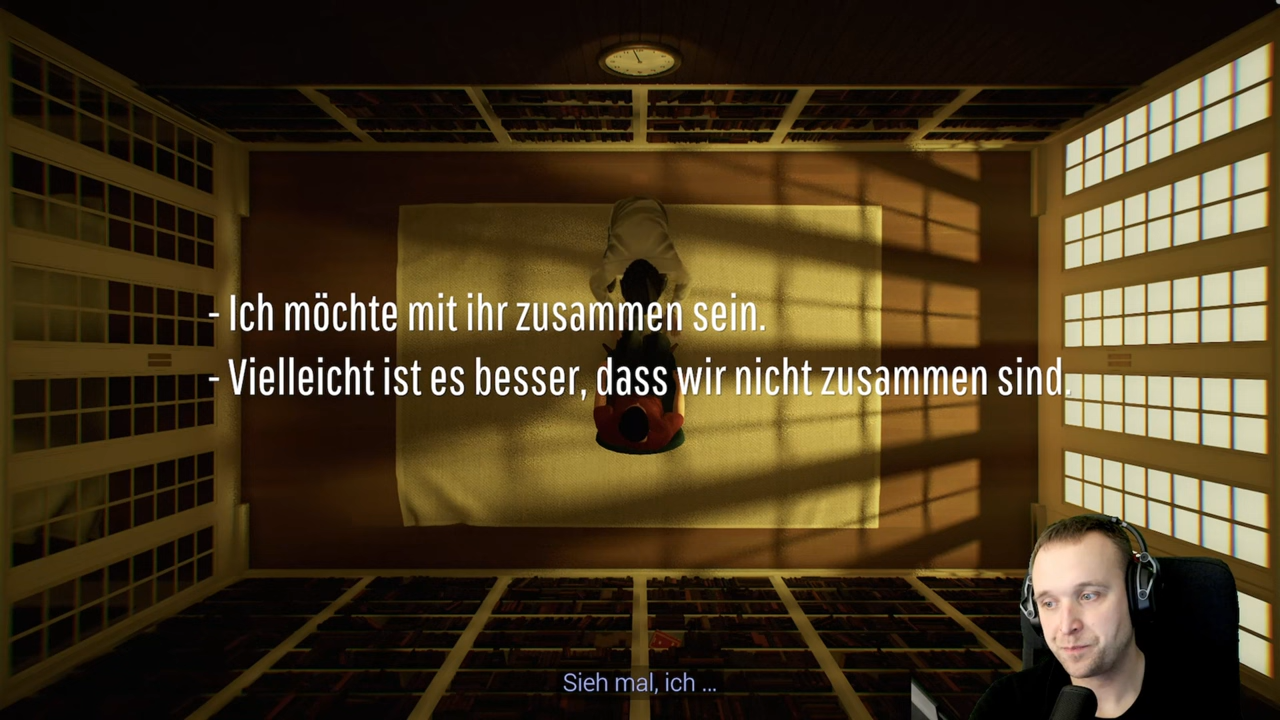 - Ich möchte mit ihr zusammen sein.
- Vielleicht ist es besser, dass wir nicht zusammen sind.
Sieh mal, ich ...